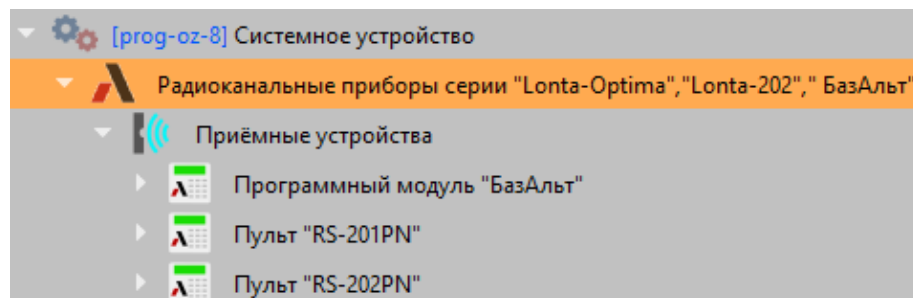 [prog-oz-8] Системное устройство
Радиоканальные приборы серии "Lonta-Optima","Lonta-202"," БазАльт"
Приёмные устройства
Программный модуль "БазАльт"
Пульт "RS-201PN"
Пульт "RS-202PN"